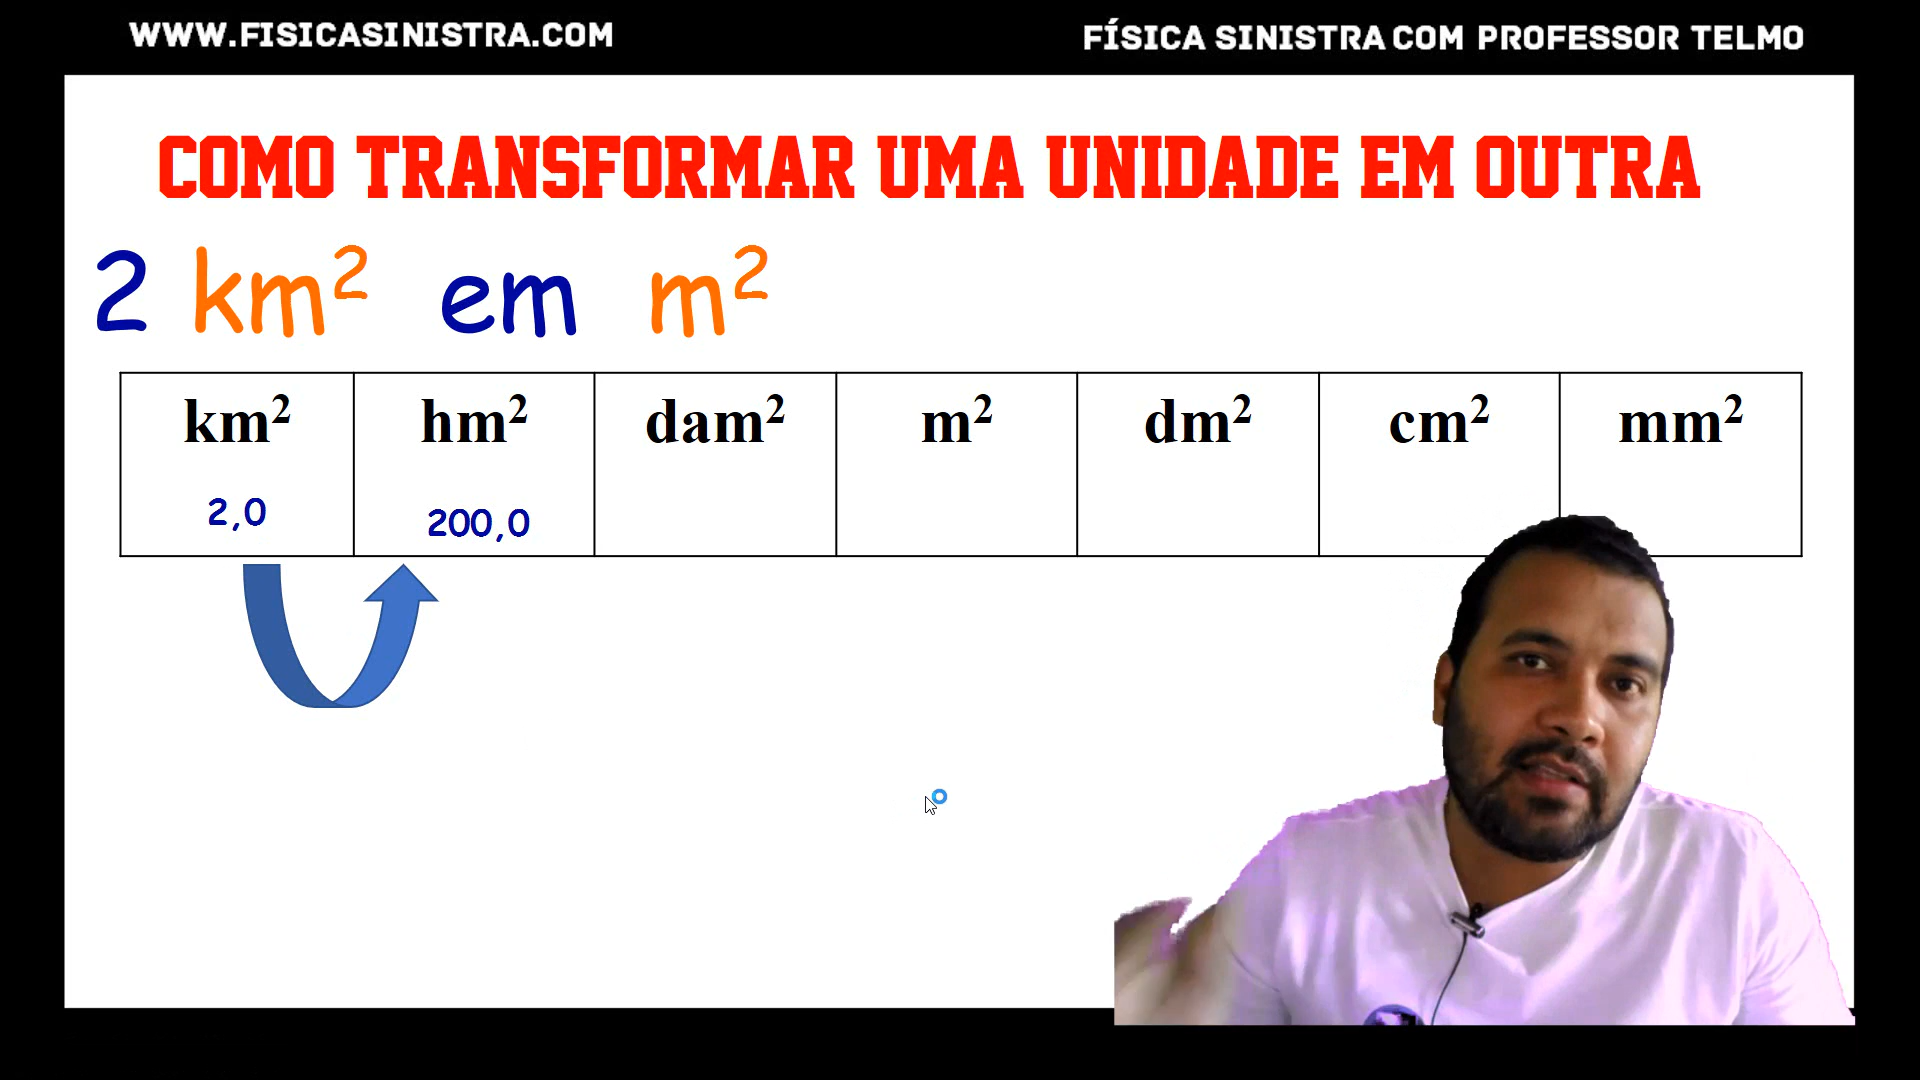 WWW.FISICASINISTRA.COM
FÍSICA SINISTRA COM PROFESSOR TELMO
COMO TRANSFORMAR UMA UNIDADE EM OUTRA
2 km² em m²
km² hm² dam² m² dm² cm² mm²
2,0 200,0